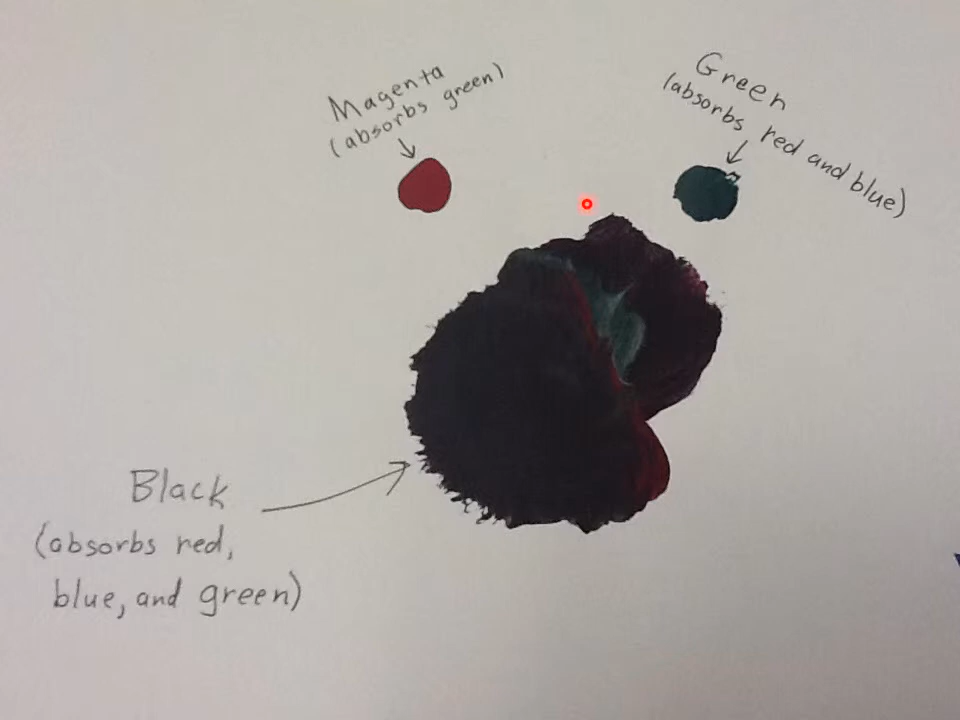 Magenta
(absorbs green)
Green
(absorbs red and blue)
Black
(absorbs red,
blue, and green)